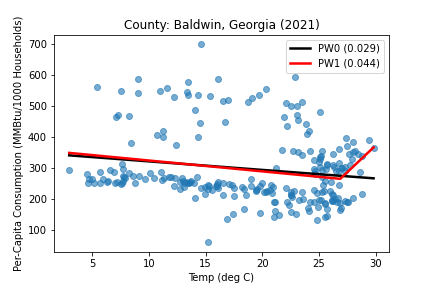 County: Baldwin, Georgia (2021)
PW0 (0.029)
PW1 (0.044)
Per-Capita Consumption (MMBtu/1000 Households)
700
600
500
400
300
200
100
5 10 15 20 25 30
Temp (deg C)